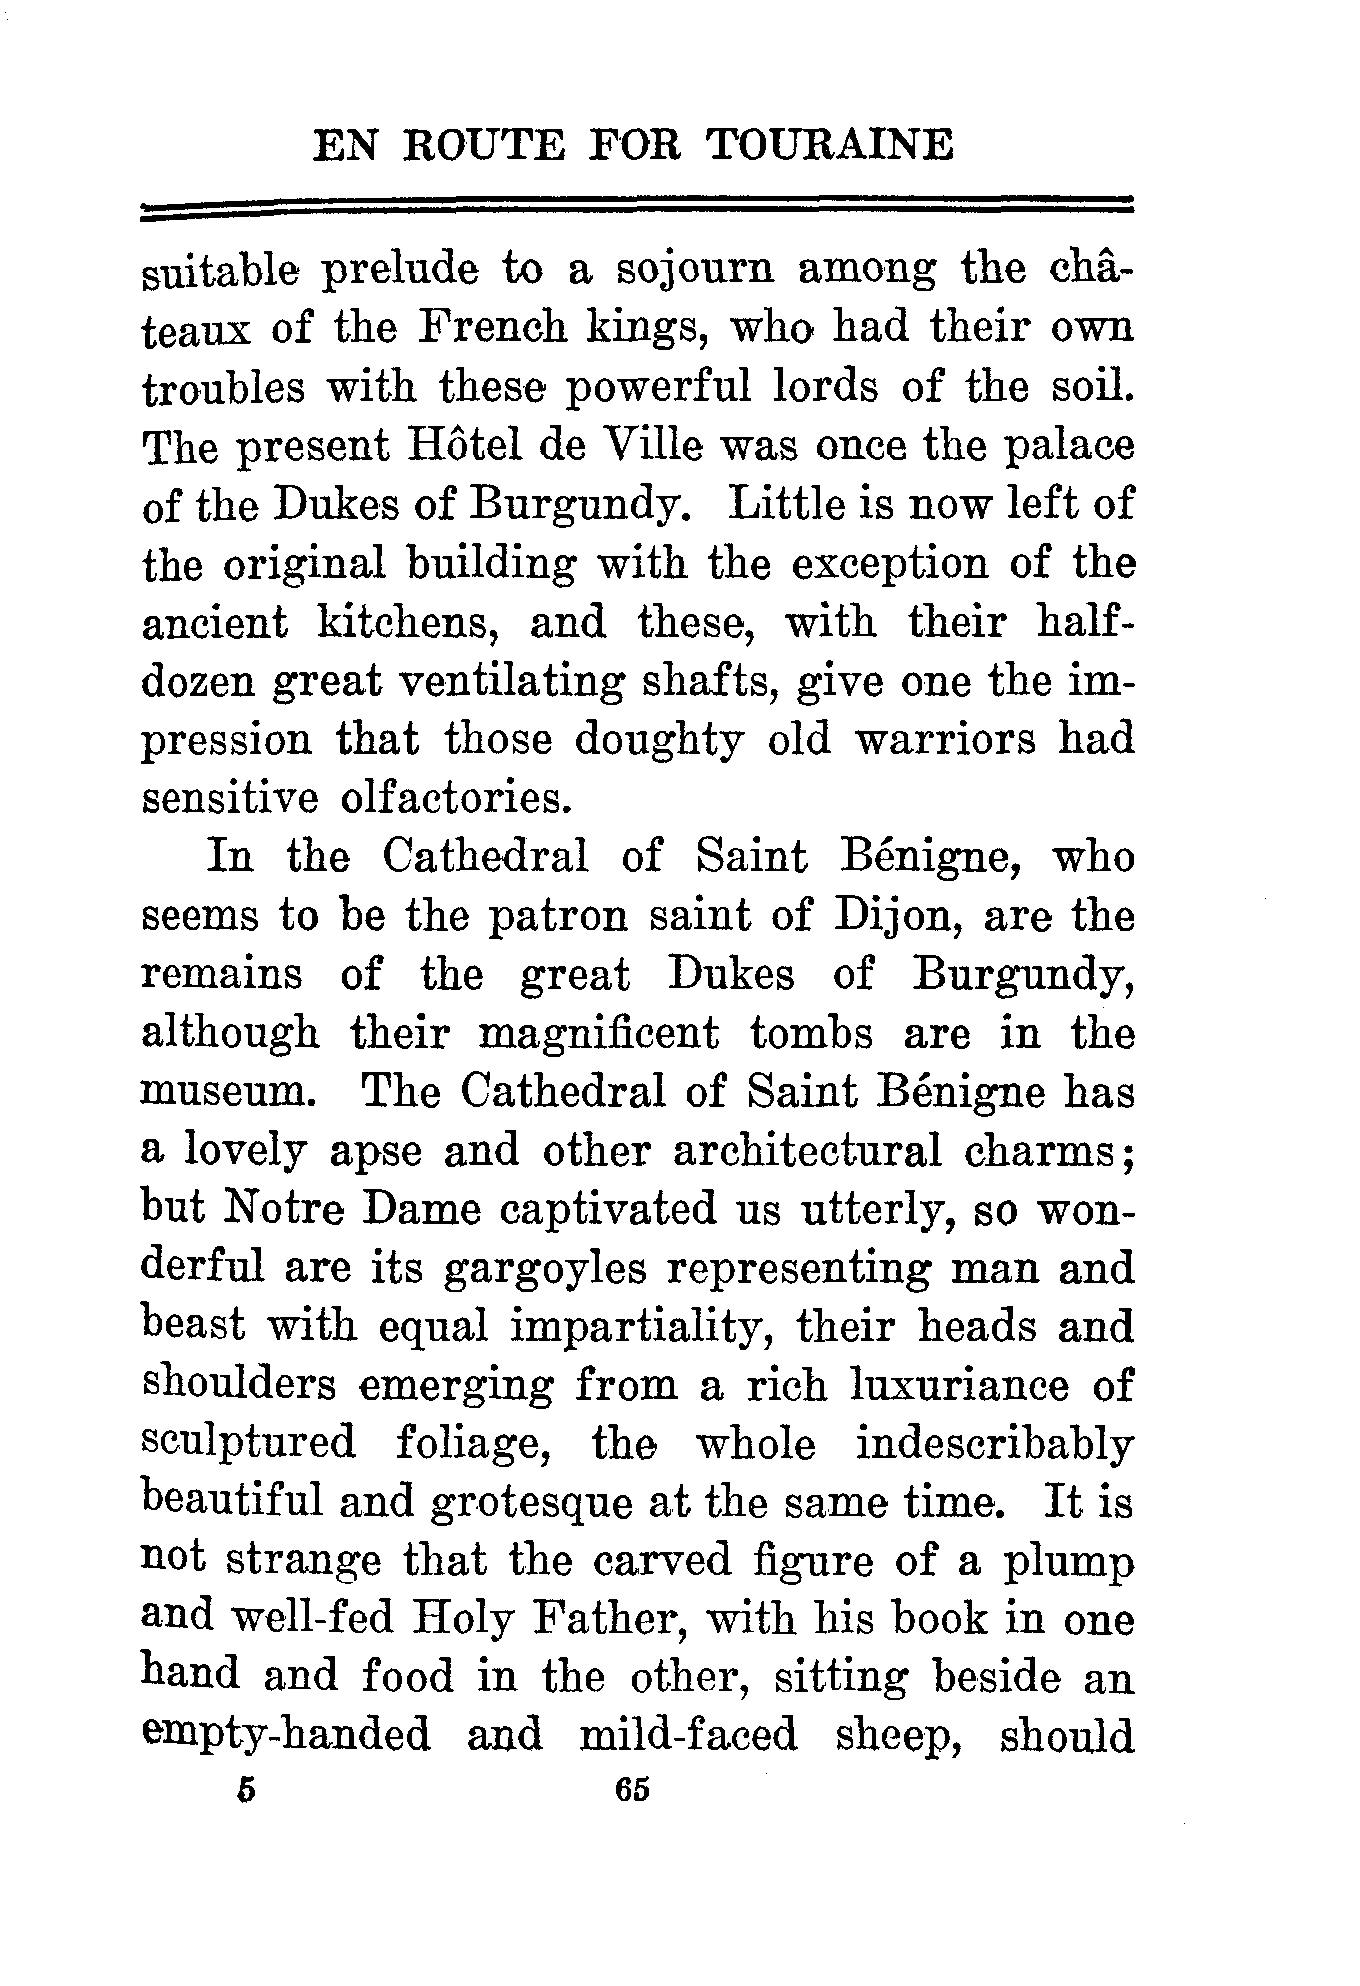 EN ROUTE FOR TOURAINE
suitable prelude to a sojourn among the châ-
teaux of the French kings, who had their own
troubles with these powerful lords of the soil.
The present Hôtel de Ville was once the palace
of the Dukes of Burgundy. Little is now left of
the original building with the exception of the
ancient kitchens, and these, with their half-
dozen great ventilating shafts, give one the im-
pression that those doughty old warriors had
sensitive olfactories.
In the Cathedral of Saint Bénigne, who
seems to be the patron saint of Dijon, are the
remains of the great Dukes of Burgundy,
although their magnificent tombs are in the
museum. The Cathedral of Saint Bénigne has
a lovely apse and other architectural charms;
but Notre Dame captivated us utterly, so won-
derful are its gargoyles representing man and
beast with equal impartiality, their heads and
shoulders emerging from a rich luxuriance of
sculptured foliage, the whole indescribably
beautiful and grotesque at the same time. It is
not strange that the carved figure of a plump
and well-fed Holy Father, with his book in one
hand and food in the other, sitting beside an
empty-handed and mild-faced sheep, should
5 65